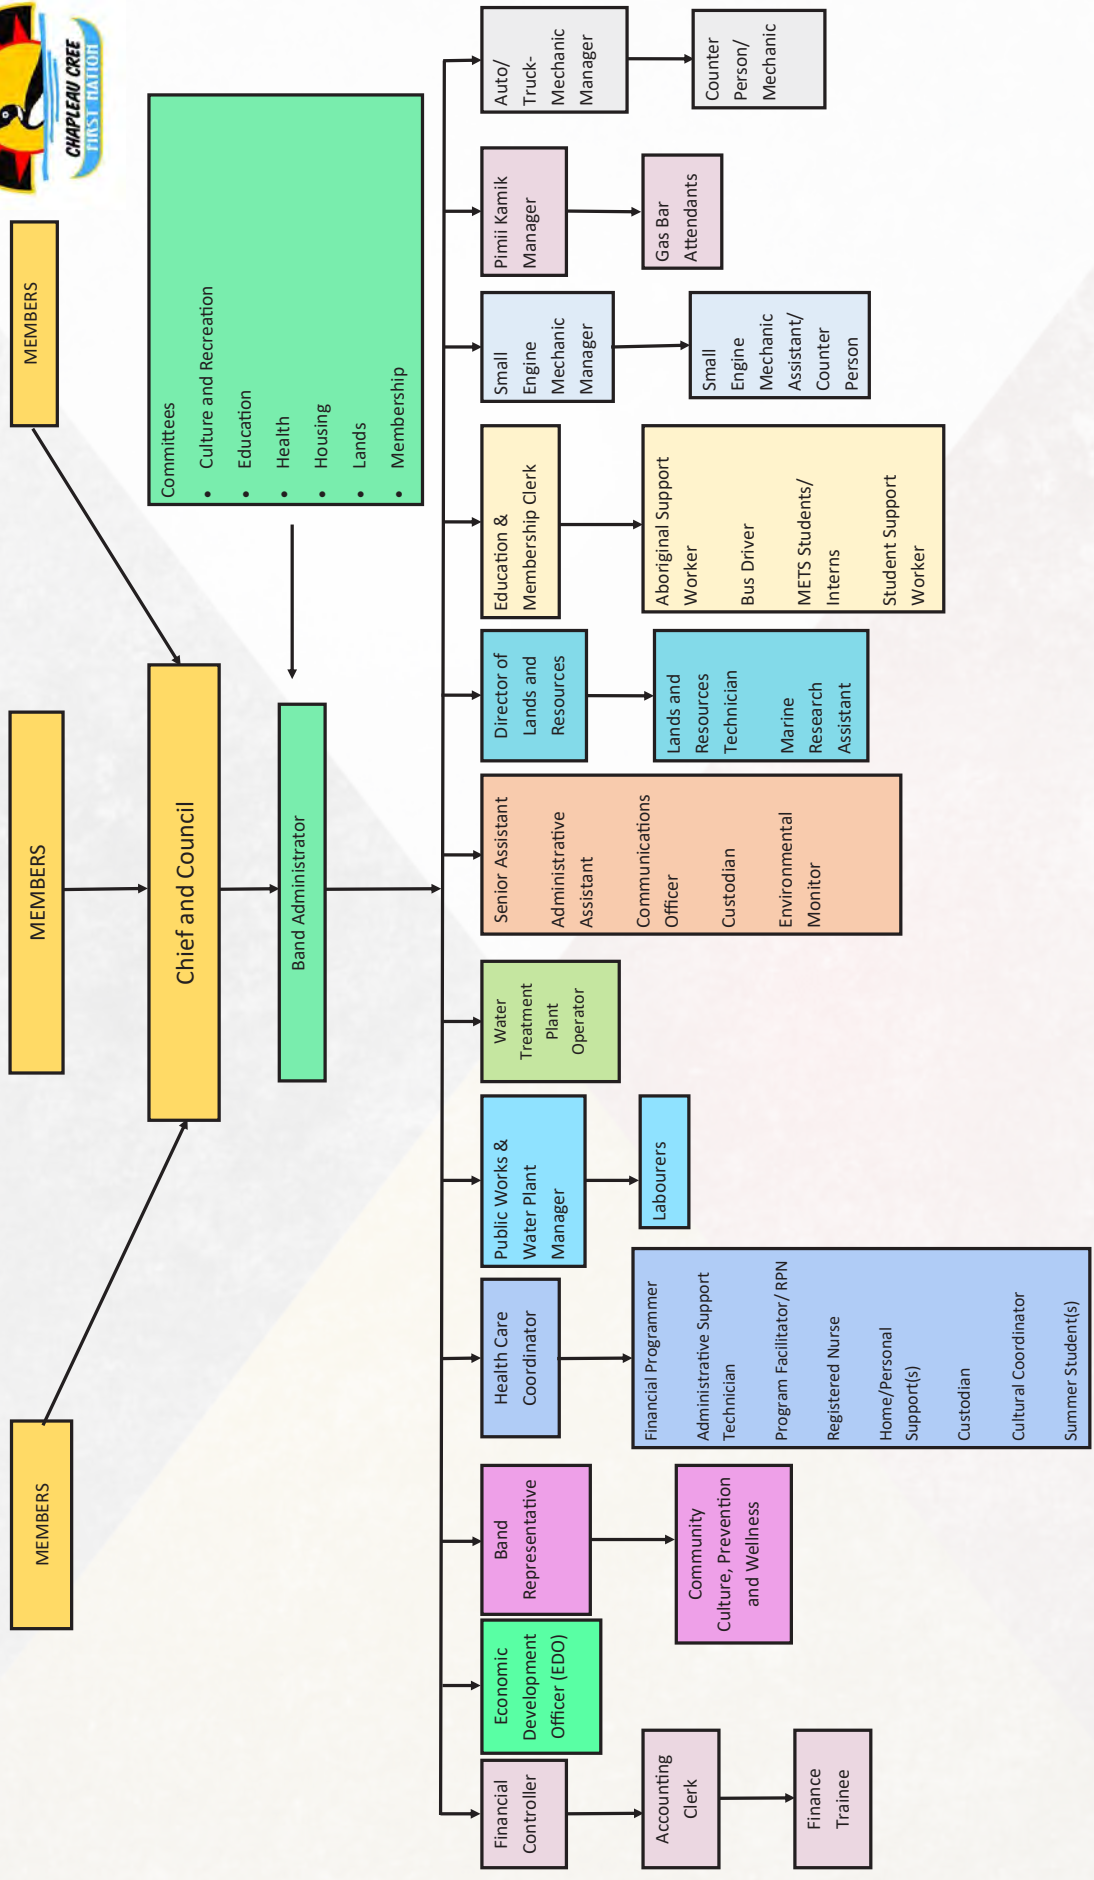 CHAPLEAU CREE
FIRST NATION
MEMBERS
MEMBERS
MEMBERS
Chief and Council
Committees
• Culture and Recreation
• Education
• Health
• Housing
• Lands
• Membership
Band Administrator
Financial
Controller
Accounting
Clerk
Finance
Trainee
Economic
Development
Officer (EDO)
Band
Representative
Community
Culture, Prevention
and Wellness
Health Care
Coordinator
Financial Programmer
Administrative Support
Technician
Program Facilitator/ RPN
Registered Nurse
Home/Personal
Support(s)
Custodian
Cultural Coordinator
Summer Student(s)
Public Works &
Water Plant
Manager
Labourers
Water
Treatment
Plant
Operator
Senior Assistant
Administrative
Assistant
Communications
Officer
Custodian
Environmental
Monitor
Director of
Lands and
Resources
Lands and
Resources
Technician
Marine
Research
Assistant
Education &
Membership Clerk
Aboriginal Support
Worker
Bus Driver
METS Students/
Interns
Student Support
Worker
Small
Engine
Mechanic
Manager
Small
Engine
Mechanic
Assistant/
Counter
Person
Pimii Kamik
Manager
Gas Bar
Attendants
Auto/
Truck-
Mechanic
Manager
Counter
Person/
Mechanic